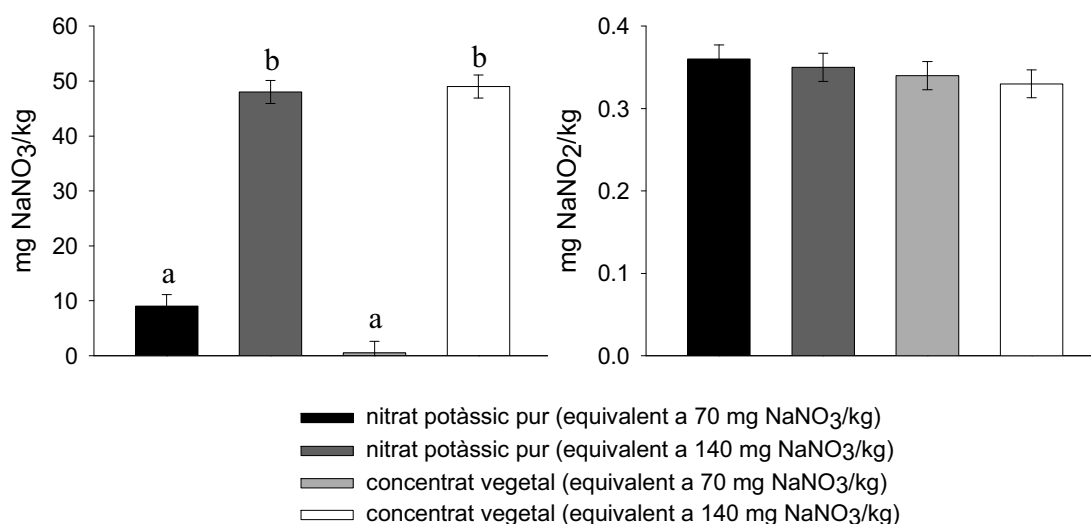 mg NaNO3/kg
60
50
40
30
20
10
0
a
b
a
b
mg NaNO2/kg
0.4
0.3
0.2
0.1
0.0
nitrat potàssic pur (equivalent a 70 mg NaNO3/kg)
nitrat potàssic pur (equivalent a 140 mg NaNO3/kg)
concentrat vegetal (equivalent a 70 mg NaNO3/kg)
concentrat vegetal (equivalent a 140 mg NaNO3/kg)